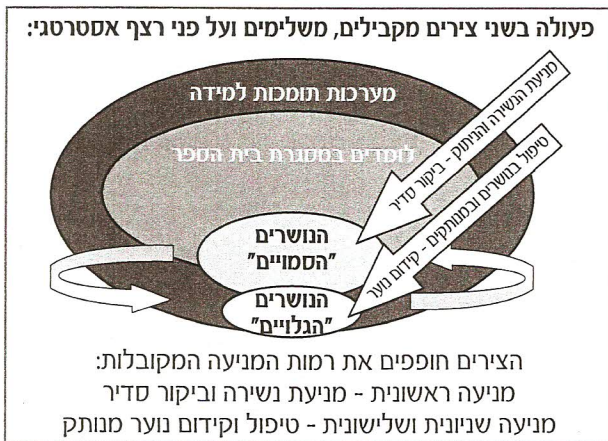 פעולה בשני צירים מקבילים, משלימים ועל פני רצף אסטרטגי:
מערכות תומכות למידה
לומדים במסגרת בית הספר
מניעת הנשירה והניתוק - ביקור סדיר
טיפול בנושרים ובמנותקים - קידום נוער
הנושרים
"הסמויים"
הנושרים
"הגלויים"
הצירים חופפים את רמות המניעה המקובלות:
מניעה ראשונית - מניעת נשירה וביקור סדיר
מניעה שניונית ושלישונית - טיפול וקידום נוער מנותק